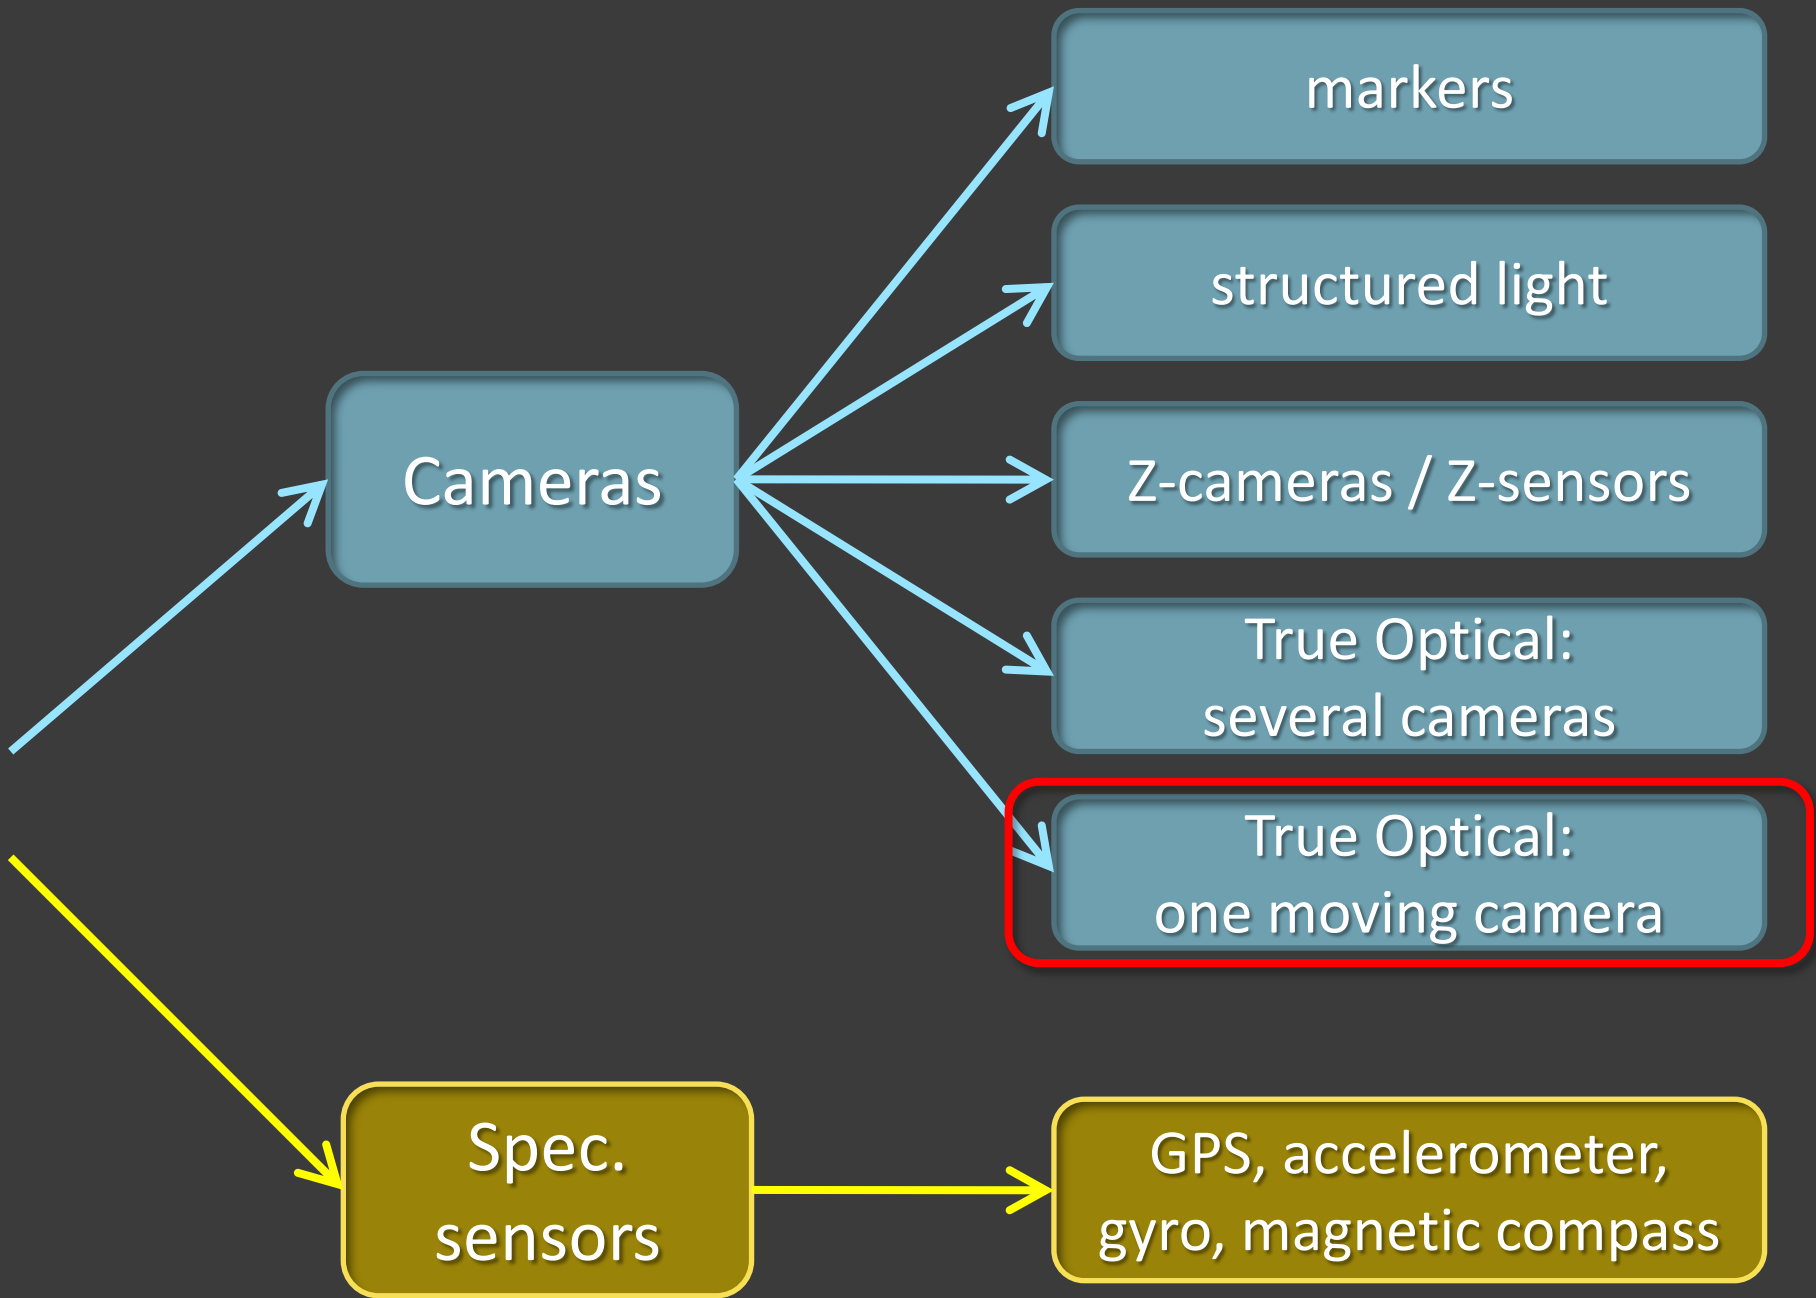 markers
structured light
Cameras
Z-cameras / Z-sensors
True Optical:
several cameras
True Optical:
one moving camera
Spec.
sensors
GPS, accelerometer,
gyro, magnetic compass